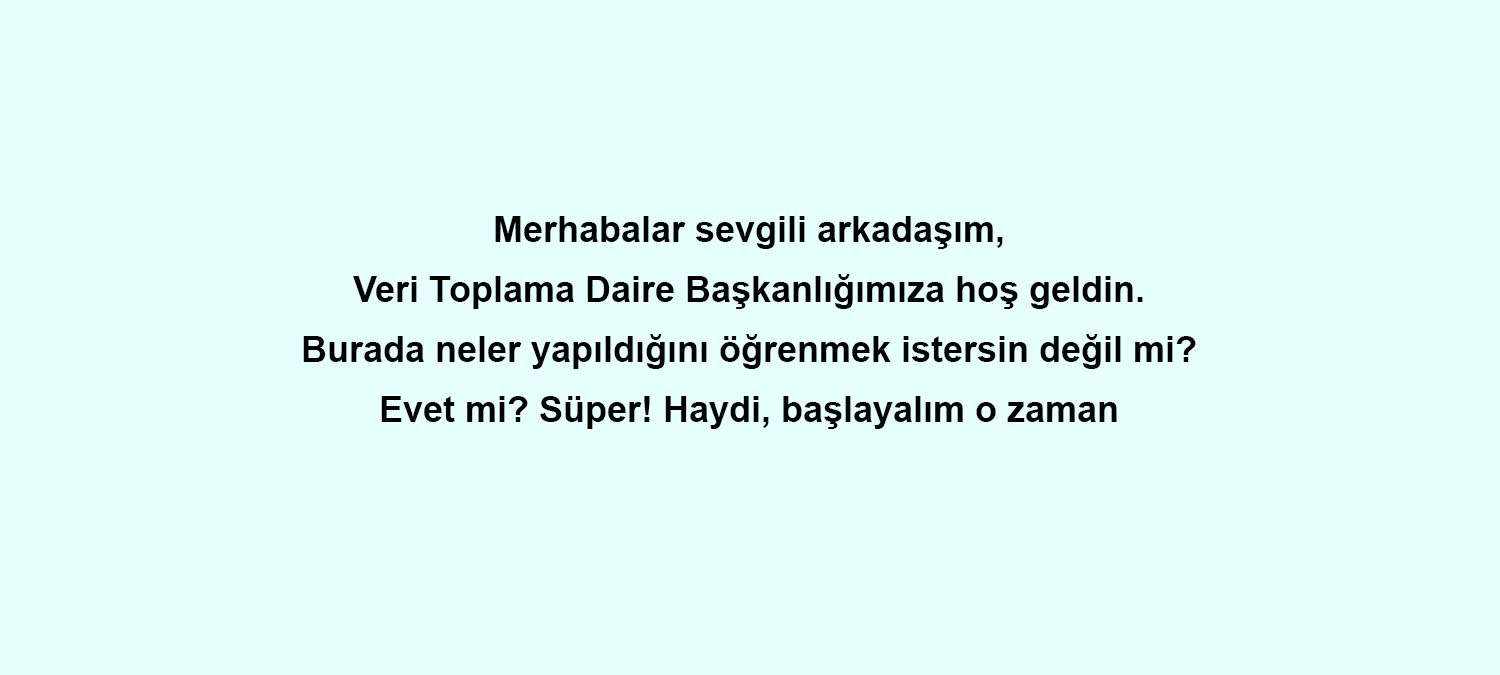 Merhabalar sevgili arkadaşım,
Veri Toplama Daire Başkanlığımıza hoş geldin.
Burada neler yapıldığını öğrenmek istersin değil mi?
Evet mi? Süper! Haydi, başlayalım o zaman